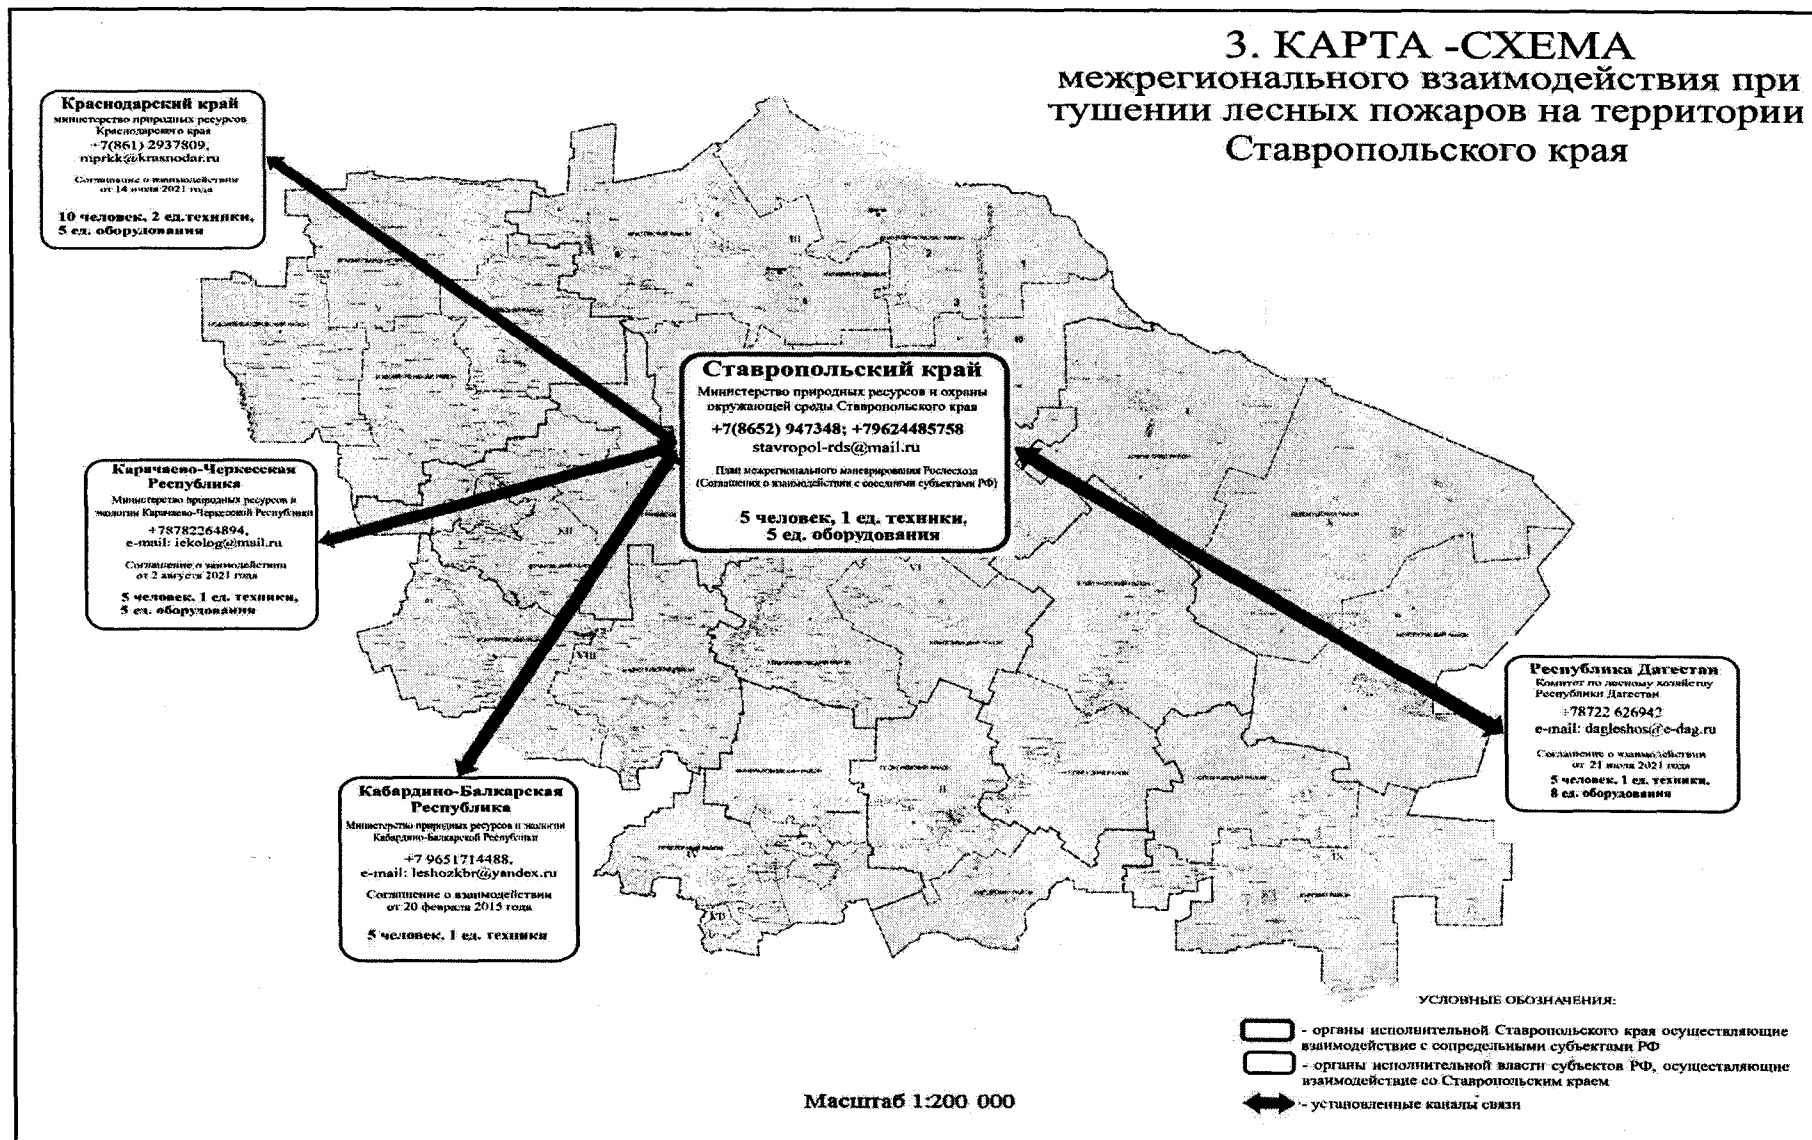 3. КАРТА -СХЕМА
межрегионального взаимодействия при
тушении лесных пожаров на территории
Ставропольского края
Краснодарский край
министерство природных ресурсов
Краснодарского края
+7(861) 2937809,
mprkk@krasnodar.ru
Соглашение о взаимодействии
от 14 июля 2021 года
10 человек, 2 ед.техники,
5 ед. оборудования
Ставропольский край
Министерство природных ресурсов и охраны
окружающей среды Ставропольского края
+7(8652) 947348; +79624485758
stavropol-rds@mail.ru
План межрегионального маневрирования Рослесхоза
(Соглашения о взаимодействии с соседними субъектами РФ)
5 человек, 1 ед. техники,
5 ед. оборудования
Карачаево-Черкесская
Республика
Министерство природных ресурсов и
экологии Карачаево-Черкесской Республики
+78782264894,
e-mail: iekolog@mail.ru
Соглашение о взаимодействии
от 2 августа 2021 года
5 человек, 1 ед. техники,
5 ед. оборудования
Республика Дагестан
Комитет по лесному хозяйству
Республики Дагестан
+78722 626942
e-mail: dagleshos@e-dag.ru
Соглашение о взаимодействии
от 21 июля 2021 года
5 человек, 1 ед. техники,
8 ед. оборудования
Кабардино-Балкарская
Республика
Министерство природных ресурсов и экологии
Кабардино-Балкарской Республики
+7 9651714488,
e-mail: leshozkbr@yandex.ru
Соглашение о взаимодействии
от 20 февраля 2015 года
5 человек, 1 ед. техники
УСЛОВНЫЕ ОБОЗНАЧЕНИЯ:
- органы исполнительной Ставропольского края осуществляющие
взаимодействие с сопредельными субъектами РФ
- органы исполнительной власти субъектов РФ, осуществляющие
взаимодействие со Ставропольским краем
- установленные каналы связи
Масштаб 1:200 000